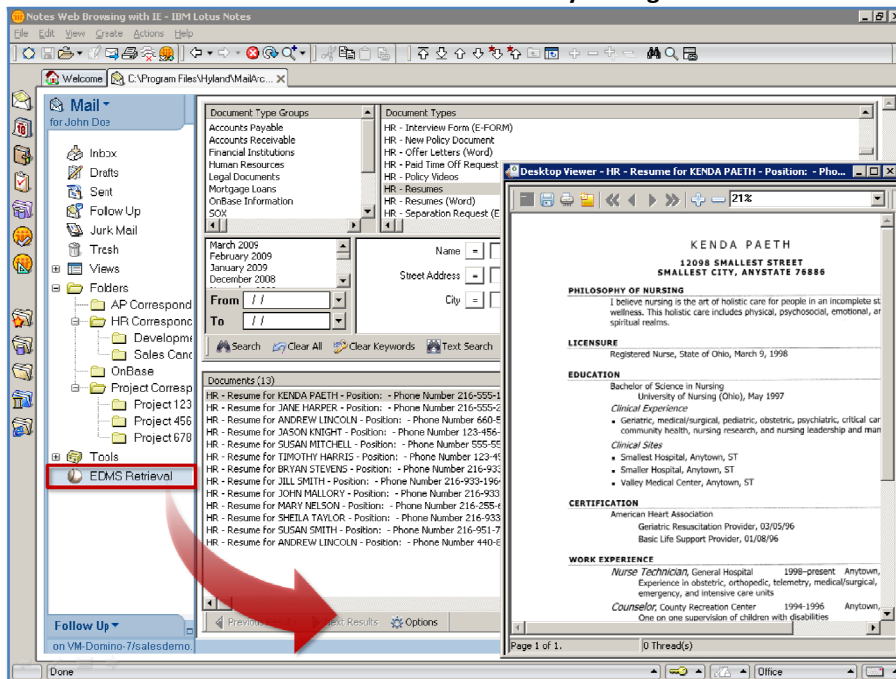 Notes Web Browsing with IE - IBM Lotus Notes
File Edit View Create Actions Help
Welcome
C:\Program Files\Hyland\MailArc...
Mail
for John Doe
Inbox
Drafts
Sent
Follow Up
Junk Mail
Trash
Views
Folders
AP Correspond
HR Corresponc
Developme
Sales Canc
OnBase
Project Corresp
Project 123
Project 456
Project 678
Tools
EDMS Retrieval
Follow Up
on VM-Domino-7/salesdemo.
Document Type Groups
Accounts Payable
Accounts Receivable
Financial Institutions
Human Resources
Legal Documents
Mortgage Loans
OnBase Information
SOX
Document Types
HR - Interview Form (E-FORM)
HR - New Policy Document
HR - Offer Letters (Word)
HR - Paid Time Off Request
HR - Policy Videos
HR - Resumes
HR - Resumes (Word)
HR - Separation Request (E
March 2009
February 2009
January 2009
December 2008
From / /
To / /
Name =
Street Address =
City =
Search Clear All Clear Keywords Text Search
Documents (13)
HR - Resume for KENDA PAETH - Position: - Phone Number 216-555-1
HR - Resume for JANE HARPER - Position: - Phone Number 216-555-2
HR - Resume for ANDREW LINCOLN - Position: - Phone Number 660-5
HR - Resume for JASON KNIGHT - Position: - Phone Number 123-456-
HR - Resume for SUSAN MITCHELL - Position: - Phone Number 555-55
HR - Resume for TIMOTHY HARRIS - Position: - Phone Number 123-45
HR - Resume for BRYAN STEVENS - Position: - Phone Number 216-933
HR - Resume for JILL SMITH - Position: - Phone Number 216-933-196
HR - Resume for JOHN MALLORY - Position: - Phone Number 216-933
HR - Resume for MARY NELSON - Position: - Phone Number 216-255-6
HR - Resume for SHEILA TAYLOR - Position: - Phone Number 216-933
HR - Resume for SUSAN SMITH - Position: - Phone Number 216-951-7
HR - Resume for ANDREW LINCOLN - Position: - Phone Number 440-8
Previous Next Results Options
Desktop Viewer - HR - Resume for KENDA PAETH - Position: - Pho...
21%
KENDA PAETH
12098 SMALLEST STREET
SMALLEST CITY, ANYSTATE 76886
PHILOSOPHY OF NURSING
I believe nursing is the art of holistic care for people in an incomplete st
wellness. This holistic care includes physical, psychosocial, emotional, ar
spiritual realms.
LICENSURE
Registered Nurse, State of Ohio, March 9, 1998
EDUCATION
Bachelor of Science in Nursing
University of Nursing (Ohio), May 1997
Clinical Experience
• Geriatric, medical/surgical, pediatric, obstetric, psychiatric, critical car
community health, nursing research, and nursing leadership and man
Clinical Sites
• Smallest Hospital, Anytown, ST
• Smaller Hospital, Anytown, ST
• Valley Medical Center, Anytown, ST
CERTIFICATION
American Heart Association
Geriatric Resuscitation Provider, 03/05/96
Basic Life Support Provider, 01/08/96
WORK EXPERIENCE
Nurse Technician, General Hospital 1998-present Anytown,
Experience in obstetric, orthopedic, telemetry, medical/surgical,
emergency, and intensive care units
Counselor, County Recreation Center 1994-1996 Anytown,
One on one supervision of children with disabilities
Page 1 of 1. 0 Thread(s)
Done
Office